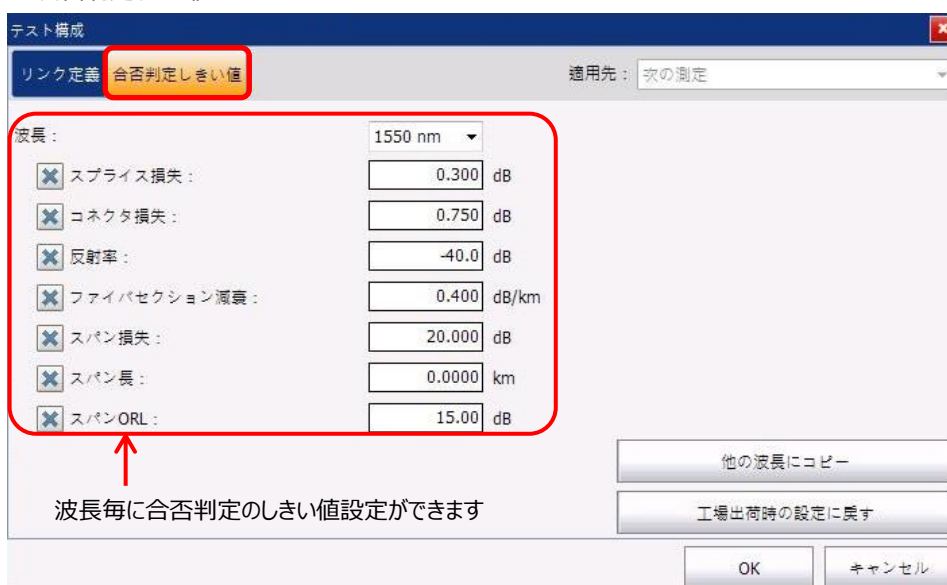 テスト構成
リンク定義 合否判定しきい値 適用先： 次の測定
波長： 1550 nm
スプライス損失： 0.300 dB
コネクタ損失： 0.750 dB
反射率： -40.0 dB
ファイバセクション減衰： 0.400 dB/km
スパン損失： 20.000 dB
スパン長： 0.0000 km
スパンORL： 15.00 dB
他の波長にコピー
波長毎に合否判定のしきい値設定ができます
工場出荷時の設定に戻す
OK キャンセル